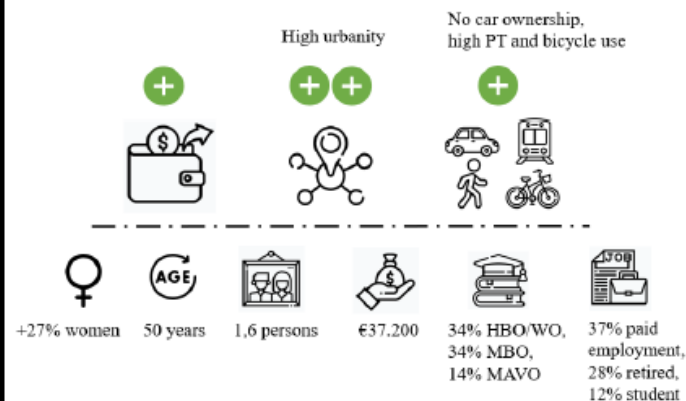 High urbanity
No car ownership,
high PT and bicycle use
$
AGE
$
JOB
+27% women
50 years
1,6 persons
€37.200
34% HBO/WO,
34% MBO,
14% MAVO
37% paid
employment,
28% retired,
12% student